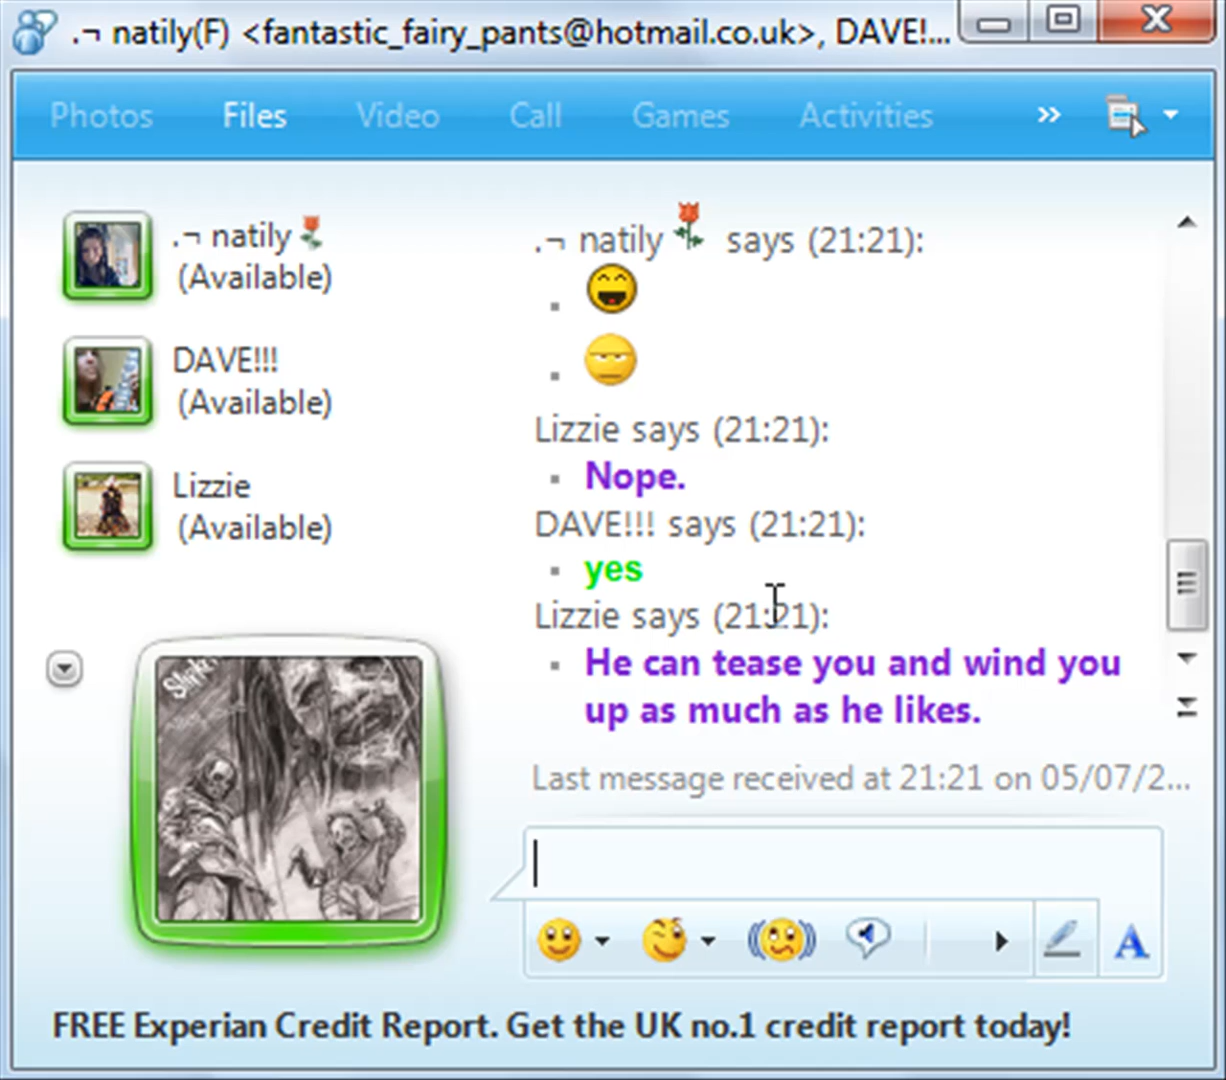 .¬ natily(F) <fantastic_fairy_pants@hotmail.co.uk>, DAVE!...
Photos Files Video Call Games Activities »
.¬ natily
(Available)
DAVE!!!
(Available)
Lizzie
(Available)
.¬ natily says (21:21):
Lizzie says (21:21):
Nope.
DAVE!!! says (21:21):
yes
Lizzie says (21:21):
He can tease you and wind you
up as much as he likes.
Last message received at 21:21 on 05/07/2...
A
FREE Experian Credit Report. Get the UK no.1 credit report today!